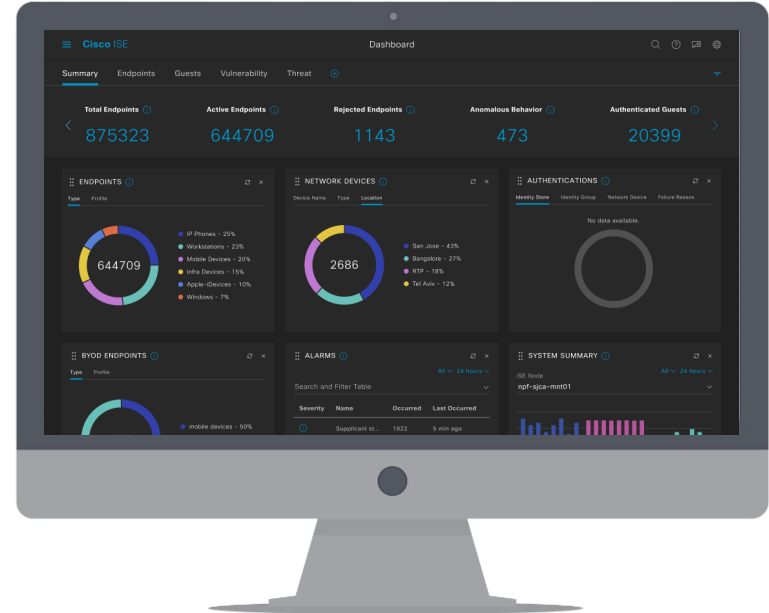 Cisco ISE
Dashboard
Summary Endpoints Guests Vulnerability Threat
Total Endpoints Active Endpoints Rejected Endpoints Anomalous Behavior Authenticated Guests
875323 644709 1143 473 20399
ENDPOINTS
Type Profile
644709
IP Phones - 25%
Workstations - 23%
Mobile Devices - 20%
Infra Devices - 15%
Apple-iDevices - 10%
Windows - 7%
NETWORK DEVICES
Device Name Type Location
2686
San Jose - 43%
Bangalore - 27%
RTP - 18%
Tel Aviv - 12%
AUTHENTICATIONS
Identity Store Identity Group Network Device Failure Reason
No data available.
BYOD ENDPOINTS
Type Profile
mobile devices - 50%
ALARMS
All 24 hours
Search and Filter Table
Severity Name Occurred Last Occurred
Supplicant st... 1922 5 min ago
SYSTEM SUMMARY
All 24 hours
ISE Node
npf-sjca-mnt01